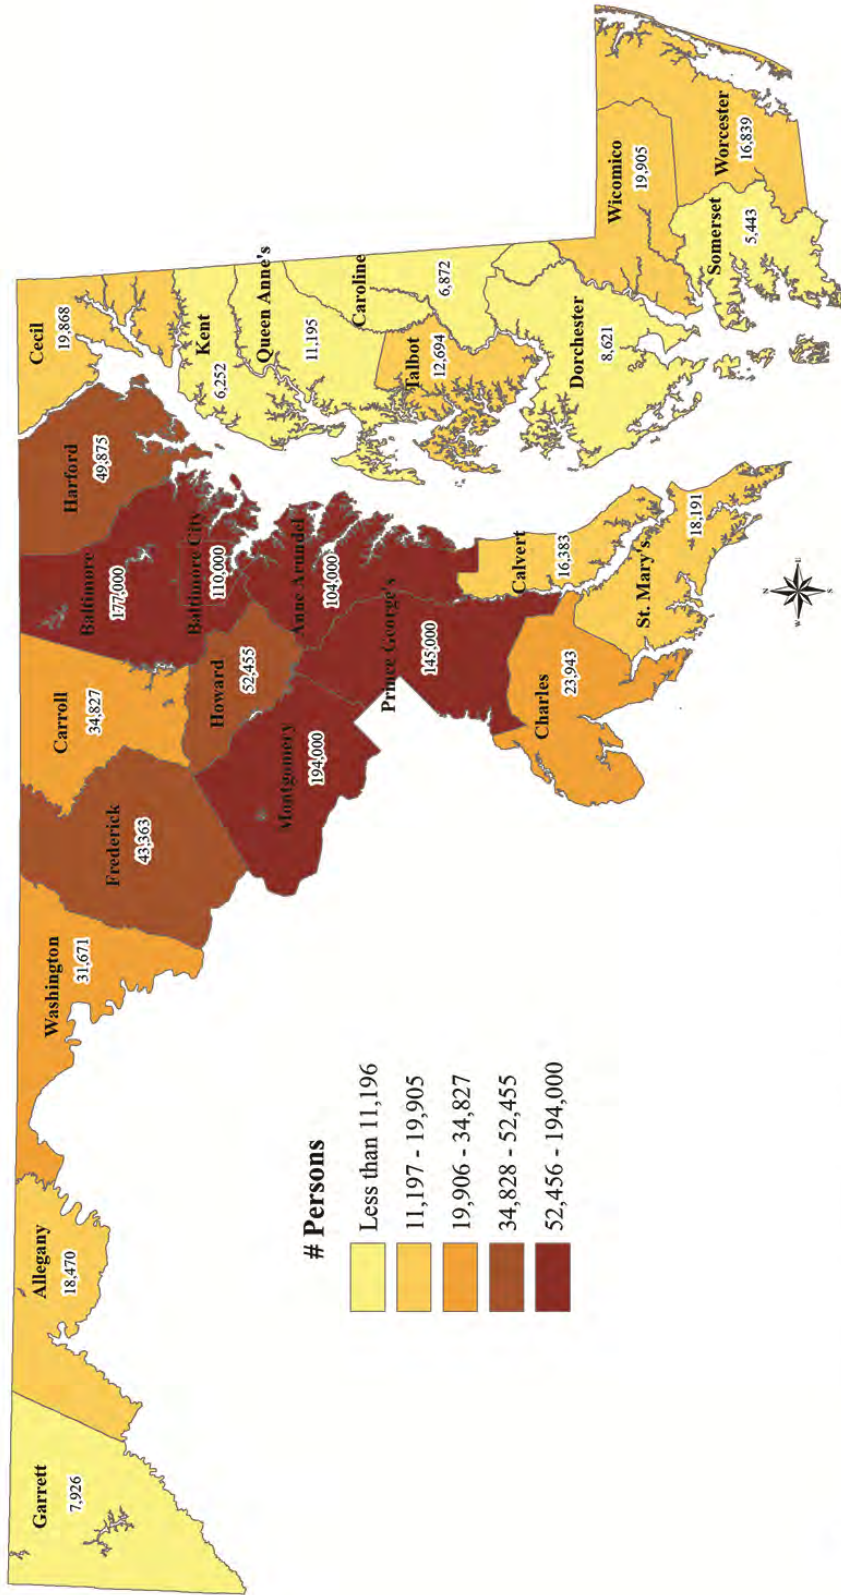 Garrett
7,926
Allegany
18,470
Washington
31,671
Frederick
43,363
Carroll
34,827
Baltimore
177,000
Baltimore City
110,000
Harford
49,875
Cecil
19,868
Howard
52,455
Montgomery
194,000
Anne Arundel
104,000
Prince George's
145,000
Kent
6,252
Queen Anne's
11,195
Caroline
6,872
Talbot
12,694
Calvert
16,383
Charles
23,943
St. Mary's
18,191
Dorchester
8,621
Wicomico
19,905
Somerset
5,443
Worcester
16,839
# Persons
Less than 11,196
11,197 - 19,905
19,906 - 34,827
34,828 - 52,455
52,456 - 194,000
N
W
E
S